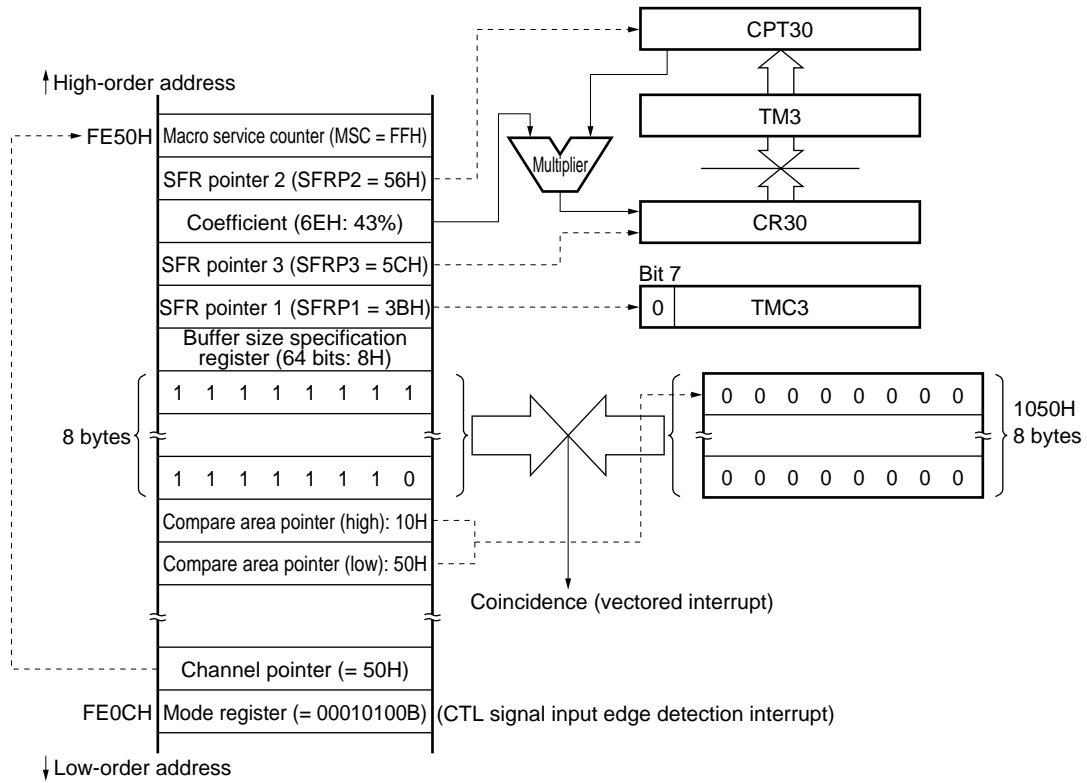 ↑ High-order address
FE50H
Macro service counter (MSC = FFH)
SFR pointer 2 (SFRP2 = 56H)
Coefficient (6EH: 43%)
SFR pointer 3 (SFRP3 = 5CH)
SFR pointer 1 (SFRP1 = 3BH)
Buffer size specification
register (64 bits: 8H)
8 bytes
1 1 1 1 1 1 1 1
1 1 1 1 1 1 1 0
Compare area pointer (high): 10H
Compare area pointer (low): 50H
Channel pointer (= 50H)
FE0CH
Mode register (= 00010100B)
(CTL signal input edge detection interrupt)
↓ Low-order address
CPT30
TM3
Multiplier
CR30
Bit 7
0
TMC3
0 0 0 0 0 0 0 0
0 0 0 0 0 0 0 0
1050H
8 bytes
Coincidence (vectored interrupt)